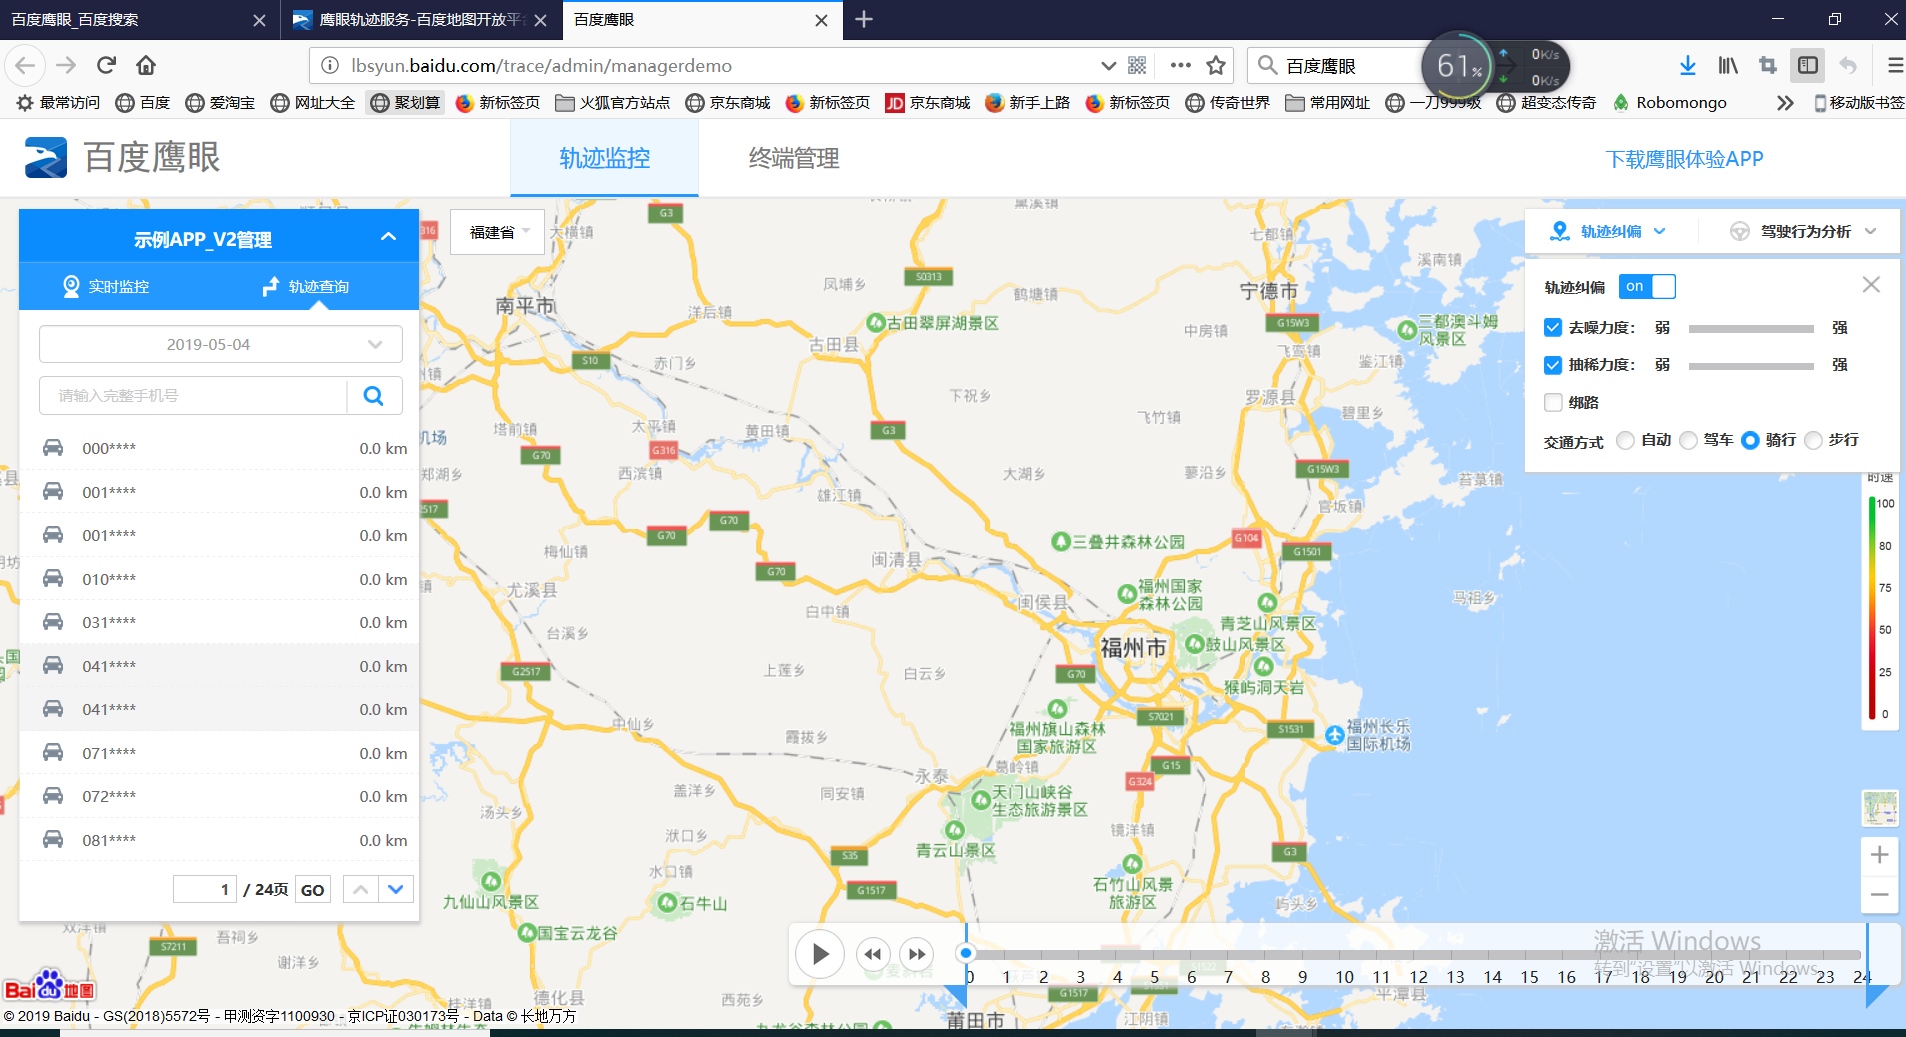 百度鹰眼_百度搜索
鹰眼轨迹服务-百度地图开放平台
百度鹰眼
lbsyun.baidu.com/trace/admin/managerdemo
百度鹰眼
61%
0K/s
0K/s
最常访问
百度
爱淘宝
网址大全
聚划算
新标签页
火狐官方站点
京东商城
新标签页
JD
京东商城
新手上路
新标签页
传奇世界
常用网址
一刀999级
超变态传奇
Robomongo
移动版书签
百度鹰眼
轨迹监控
终端管理
下载鹰眼体验APP
示例APP_V2管理
实时监控
轨迹查询
2019-05-04
请输入完整手机号
000**** 0.0 km
001**** 0.0 km
001**** 0.0 km
010**** 0.0 km
031**** 0.0 km
041**** 0.0 km
041**** 0.0 km
071**** 0.0 km
072**** 0.0 km
081**** 0.0 km
1 / 24页 GO
福建省
轨迹纠偏
驾驶行为分析
轨迹纠偏 on
去噪力度: 弱 强
抽稀力度: 弱 强
绑路
交通方式 自动 驾车 骑行 步行
时速
100
80
75
50
25
0
G3
黛溪镇
316
大横镇
七都镇
溪南镇
S0313
凤埔乡
鹤塘镇
宁德市
南平市
洋后镇
古田翠屏湖景区
中房镇
G15W3
三都澳斗姆
风景区
古田县
飞鸾镇
鉴江镇
S10
赤门乡
下祝乡
罗源县
碧里乡
飞竹镇
塔前镇
太平镇
黄田镇
G3
机场
G316
G70
郑湖乡
西滨镇
大湖乡
蓼沿乡
G15W3
苔菉镇
雄江镇
官坂镇
2517
G70
G70
三叠井森林公园
G104
G1501
梅仙镇
闽清县
G70
尤溪县
福州国家
森林公园
闽侯县
马祖乡
白中镇
青芝山风景区
台溪乡
福州市
鼓山风景区
G2517
上莲乡
白云乡
G70
猴屿洞天岩
中仙乡
福州旗山森林
国家旅游区
S7021
S1531
福州长乐
国际机场
霞拔乡
葛岭镇
G15
永泰
G324
盖洋乡
同安镇
天门山峡谷
生态旅游景区
汤头乡
洑口乡
镜洋镇
青云山景区
S35
G3
水口镇
石竹山风景
旅游区
G1517
九仙山风景区
石牛山
屿头乡
国宝云龙谷
双洋镇
S7211
吾祠乡
谢洋乡
德化县
西苑乡
G1517
平潭县
桂洋镇
莆田市
江阴镇
激活 Windows
转到"设置"以激活 Windows。
0 1 2 3 4 5 6 7 8 9 10 11 12 13 14 15 16 17 18 19 20 21 22 23 24
Bai du 地图
© 2019 Baidu - GS(2018)5572号 - 甲测资字1100930 - 京ICP证030173号 - Data © 长地万方